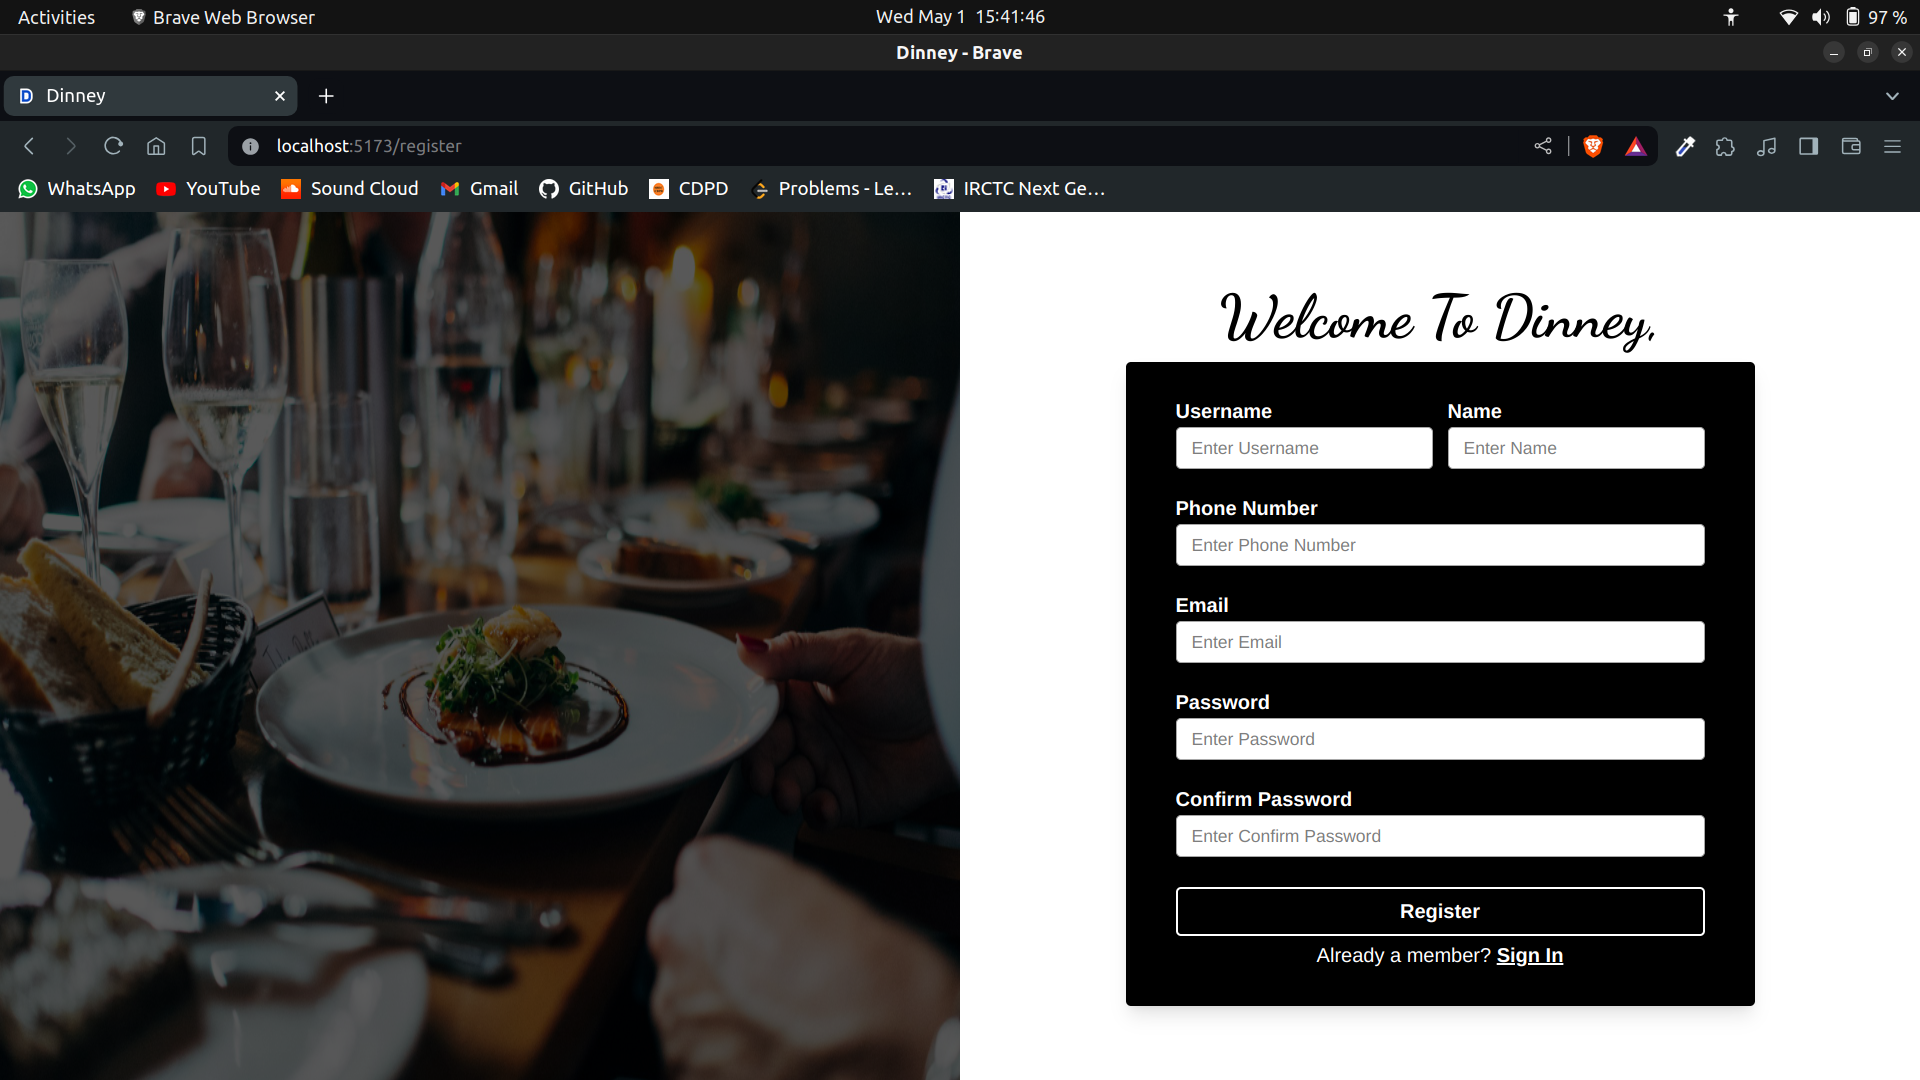 Activities Brave Web Browser Wed May 1 15:41:46 97 %
Dinney - Brave
Dinney
localhost:5173/register
WhatsApp YouTube Sound Cloud Gmail GitHub CDPD Problems - Le... IRCTC Next Ge...
Welcome To Dinney,
Username Name
Enter Username Enter Name
Phone Number
Enter Phone Number
Email
Enter Email
Password
Enter Password
Confirm Password
Enter Confirm Password
Register
Already a member? Sign In